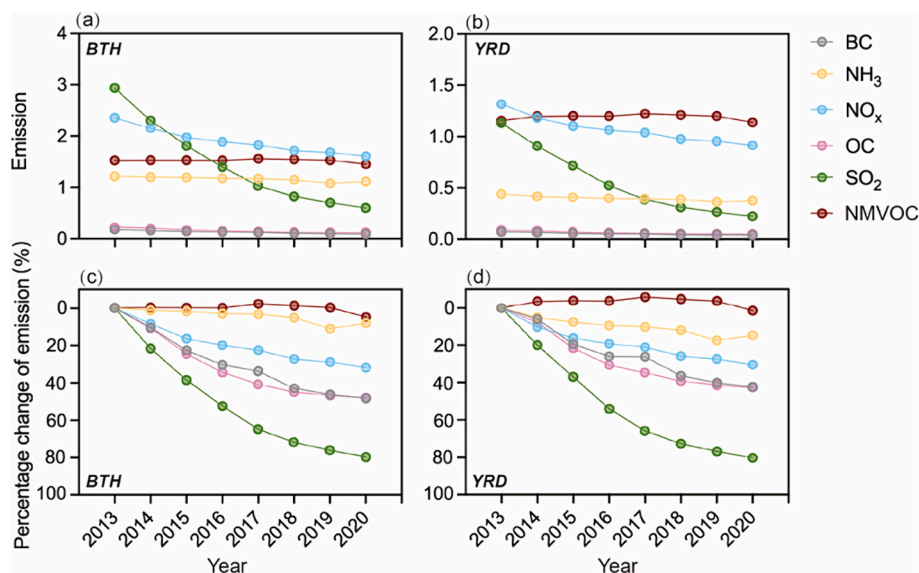 (a)
BTH
4
3
2
1
0
Emission
(b)
YRD
2.0
1.5
1.0
0.5
0.0
BC
NH3
NOx
OC
SO2
NMVOC
(c)
BTH
0
20
40
60
80
100
Percentage change of emission (%)
2013 2014 2015 2016 2017 2018 2019 2020
Year
(d)
YRD
0
20
40
60
80
100
2013 2014 2015 2016 2017 2018 2019 2020
Year